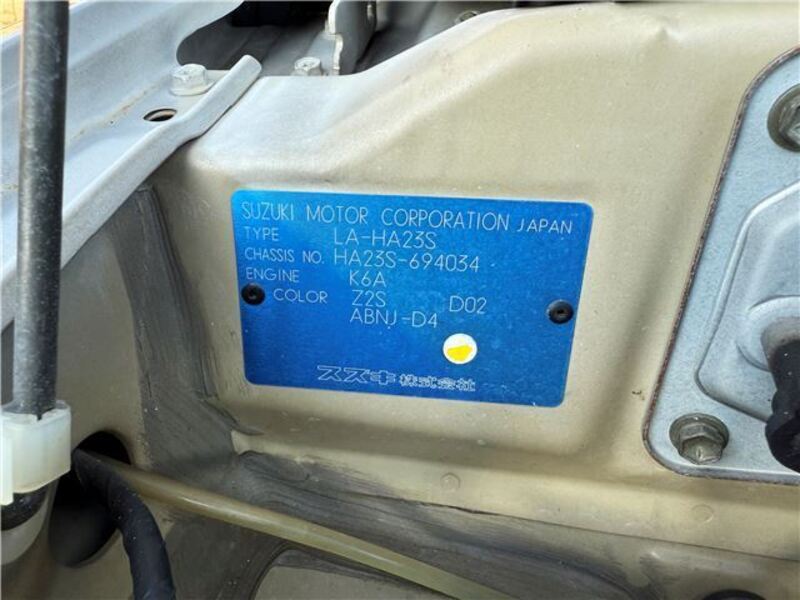 SUZUKI MOTOR CORPORATION JAPAN
TYPE LA-HA23S
CHASSIS NO. HA23S-694034
ENGINE K6A
COLOR Z2S D02
ABNJ-D4
スズキ株式会社